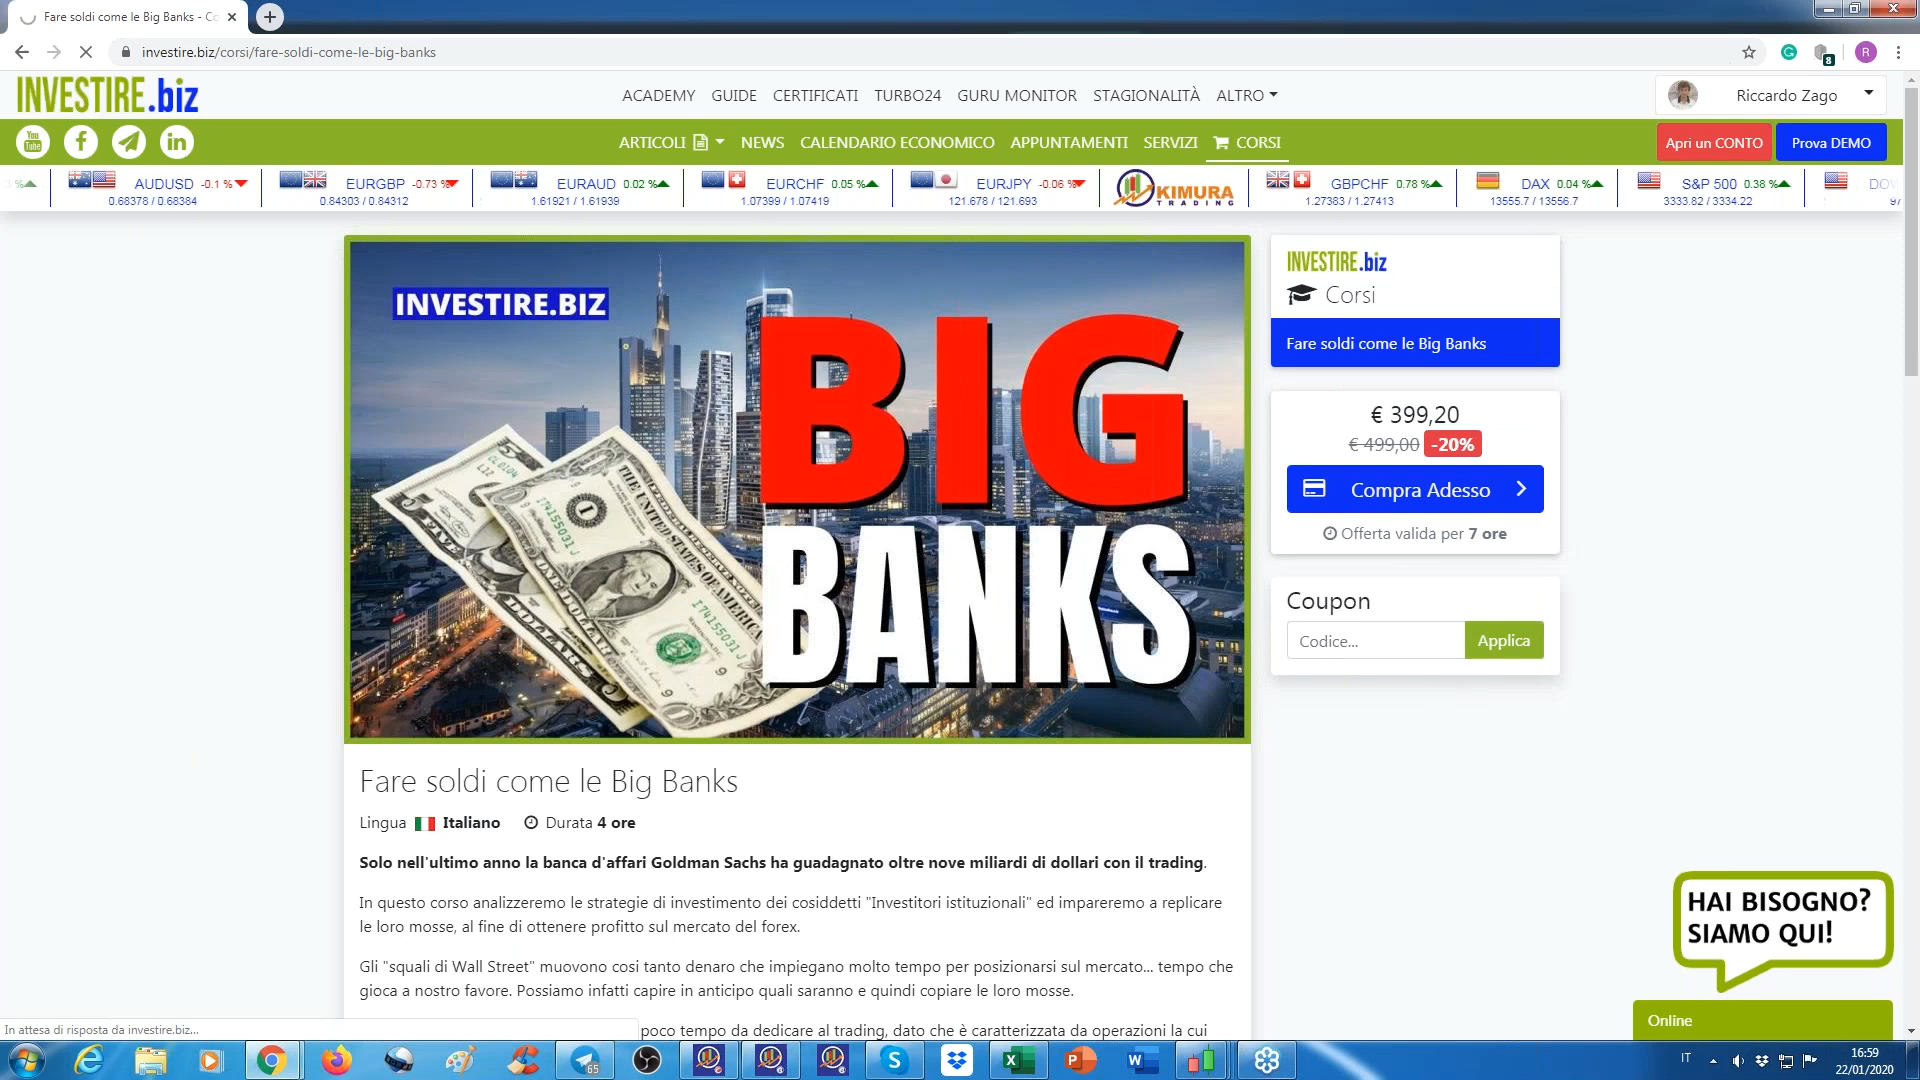 Fare soldi come le Big Banks - Co
investire.biz/corsi/fare-soldi-come-le-big-banks
R
8
INVESTIRE.biz
ACADEMY GUIDE CERTIFICATI TURBO24 GURU MONITOR STAGIONALITÀ ALTRO
Riccardo Zago
You Tube
ARTICOLI NEWS CALENDARIO ECONOMICO APPUNTAMENTI SERVIZI CORSI
Apri un CONTO Prova DEMO
3 % AUDUSD -0.1 % EURGBP -0.73 % EURAUD 0.02 % EURCHF 0.05 % EURJPY -0.06 % KIMURA TRADING GBPCHF 0.78 % DAX 0.04 % S&P 500 0.38 % DOW
0.68378 / 0.68384 0.84303 / 0.84312 1.61921 / 1.61939 1.07399 / 1.07419 121.678 / 121.693 1.27383 / 1.27413 13555.7 / 13556.7 3333.82 / 3334.22
INVESTIRE.BIZ
BIG
BANKS
INVESTIRE.biz
Corsi
Fare soldi come le Big Banks
€ 399,20
€ 499,00 -20%
Compra Adesso
Offerta valida per 7 ore
Coupon
Codice... Applica
Fare soldi come le Big Banks
Lingua Italiano Durata 4 ore
Solo nell'ultimo anno la banca d'affari Goldman Sachs ha guadagnato oltre nove miliardi di dollari con il trading.
In questo corso analizzeremo le strategie di investimento dei cosiddetti "Investitori istituzionali" ed impareremo a replicare
le loro mosse, al fine di ottenere profitto sul mercato del forex.
Gli "squali di Wall Street" muovono cosi tanto denaro che impiegano molto tempo per posizionarsi sul mercato... tempo che
gioca a nostro favore. Possiamo infatti capire in anticipo quali saranno e quindi copiare le loro mosse.
poco tempo da dedicare al trading, dato che è caratterizzata da operazioni la cui
HAI BISOGNO?
SIAMO QUI!
Online
In attesa di risposta da investire.biz...
65
IT
16:59
22/01/2020